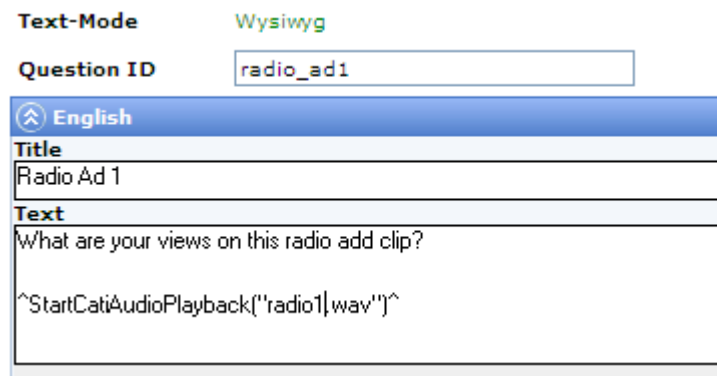 Text-Mode Wysiwyg
Question ID radio_ad1
English
Title
Radio Ad 1
Text
What are your views on this radio add clip?
^StartCatiAudioPlayback("radio1.wav")^